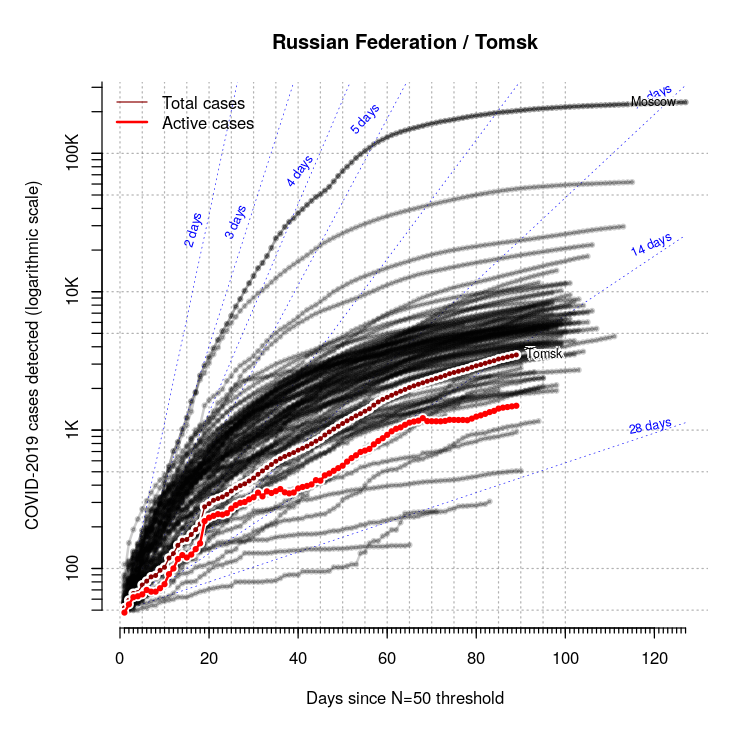 Russian Federation / Tomsk
Total cases
Active cases
2 days
3 days
4 days
5 days
days
Moscow
14 days
Tomsk
28 days
COVID-2019 cases detected (logarithmic scale)
100K
10K
1K
100
0 20 40 60 80 100 120
Days since N=50 threshold